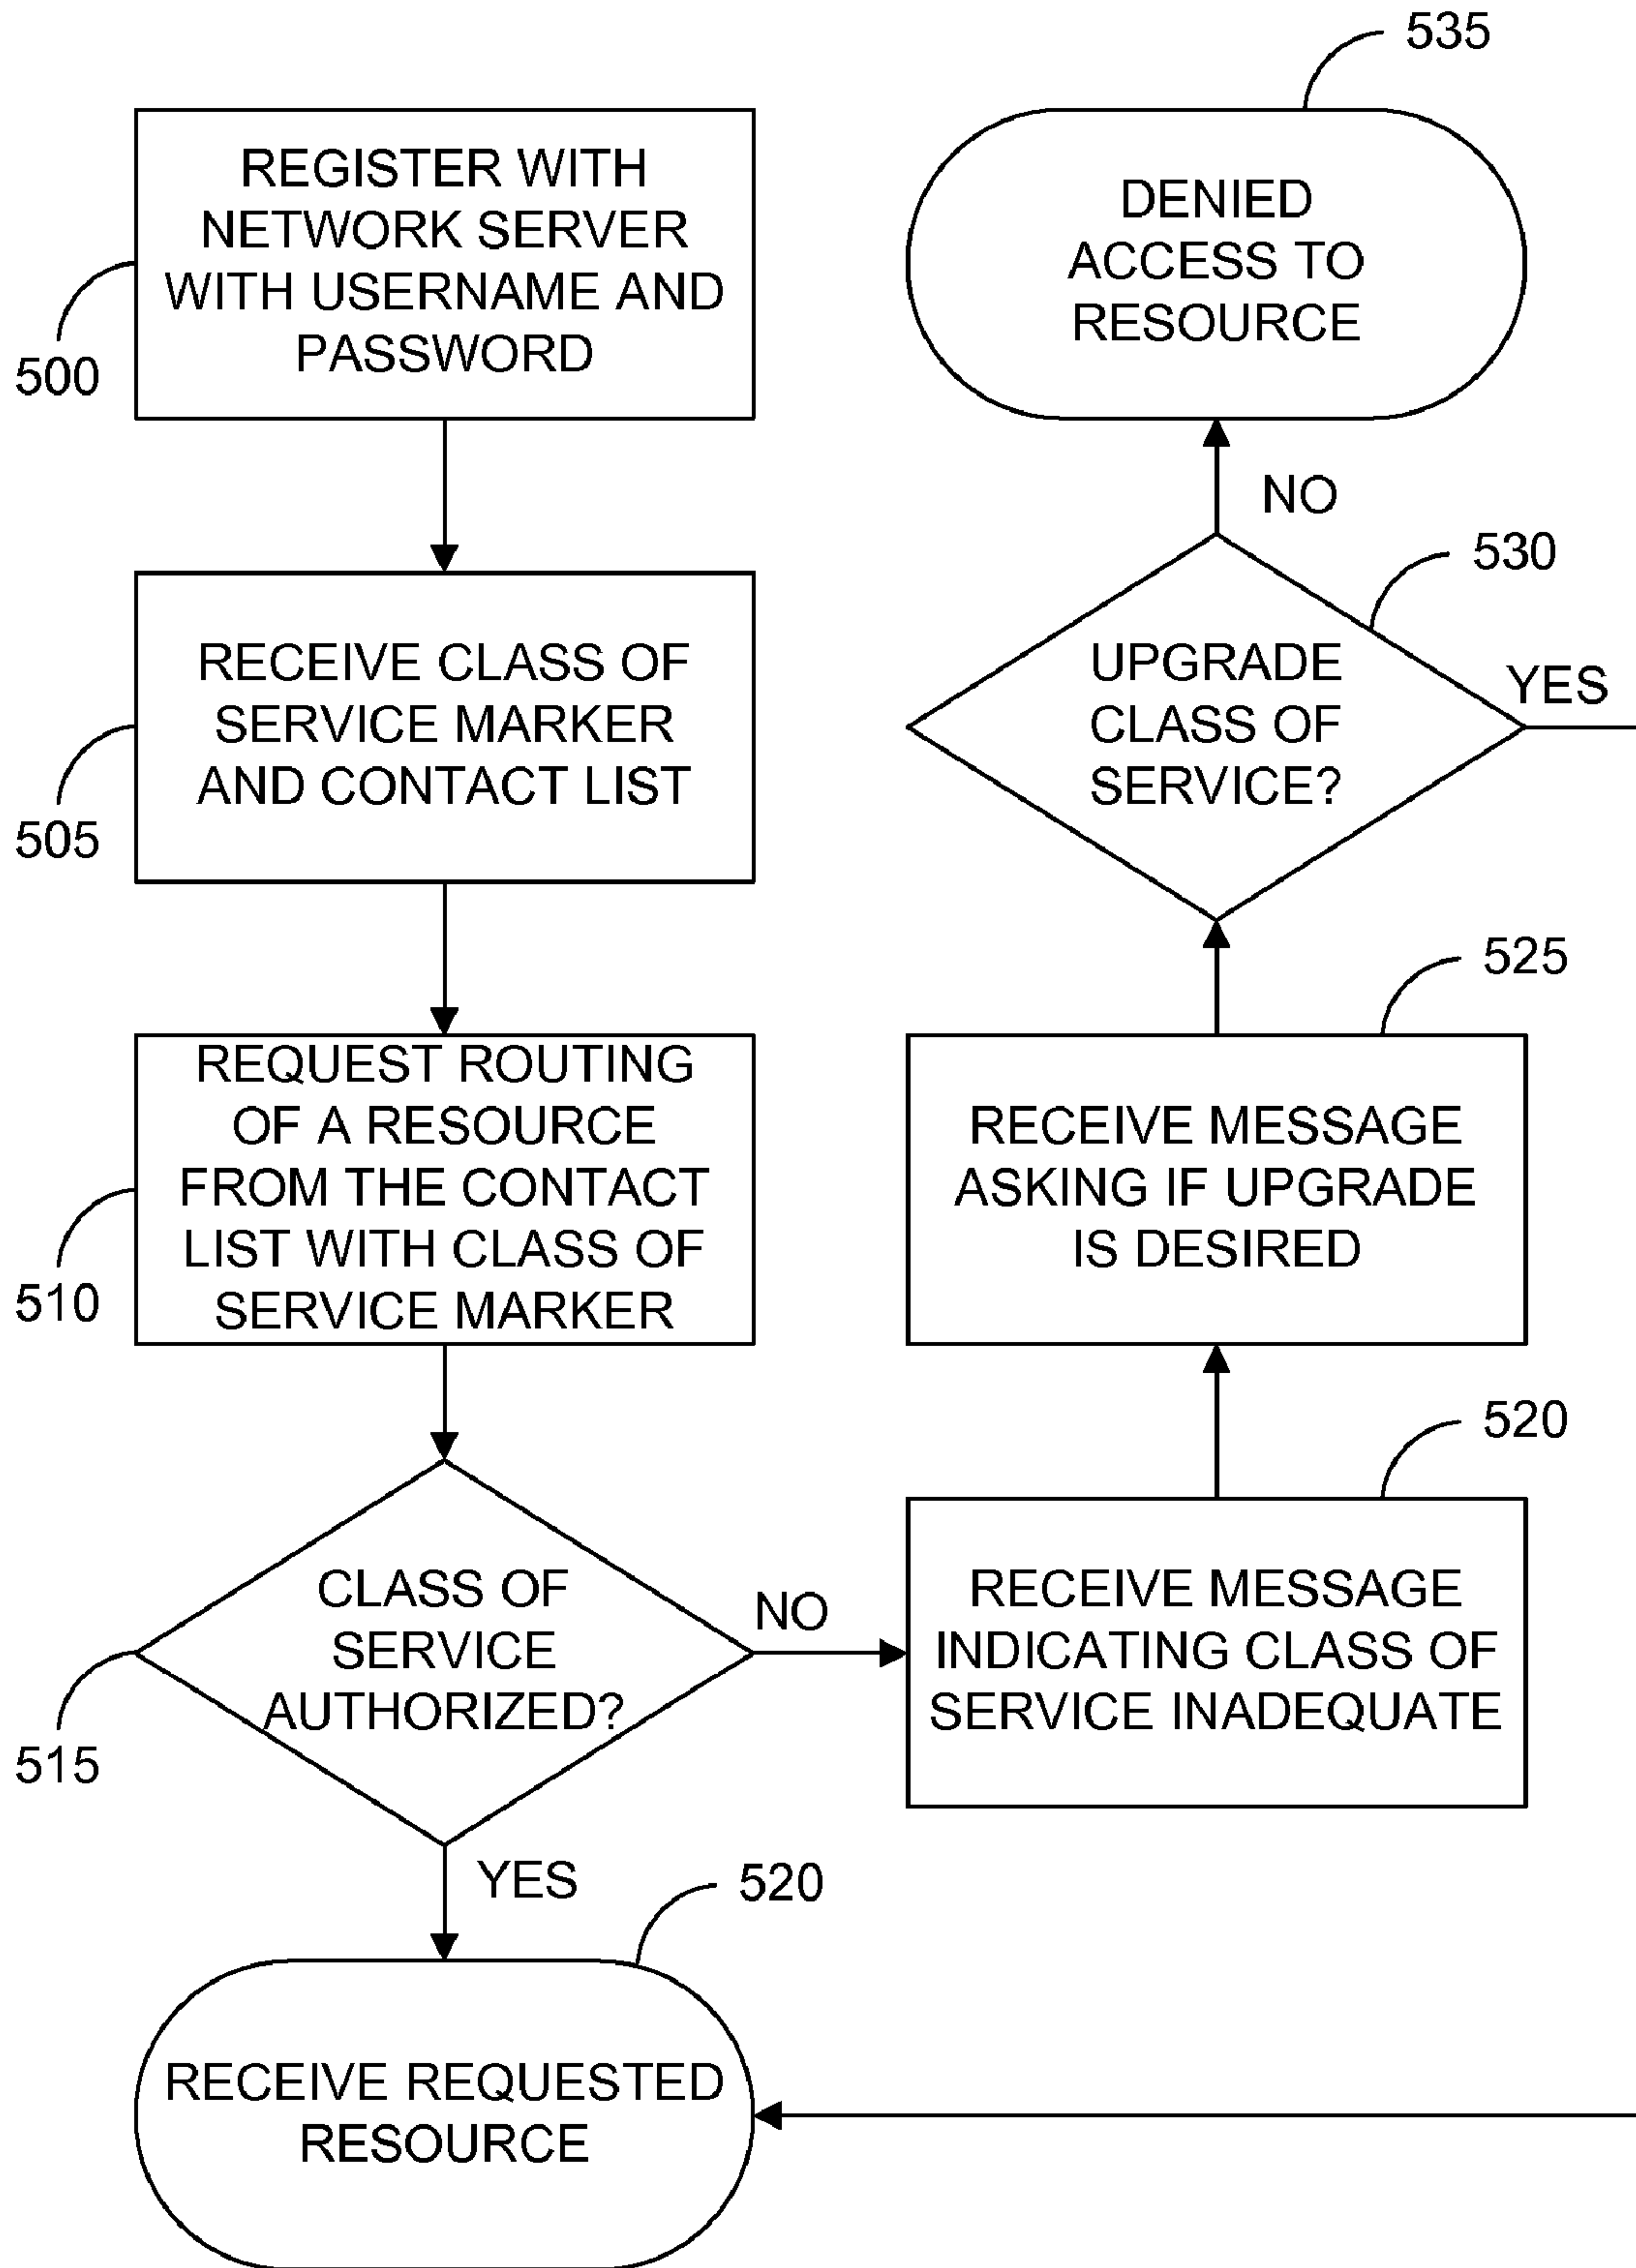 REGISTER WITH
NETWORK SERVER
WITH USERNAME AND
PASSWORD
500
RECEIVE CLASS OF
SERVICE MARKER
AND CONTACT LIST
505
REQUEST ROUTING
OF A RESOURCE
FROM THE CONTACT
LIST WITH CLASS OF
SERVICE MARKER
510
CLASS OF
SERVICE
AUTHORIZED?
515
NO
YES
520
RECEIVE REQUESTED
RESOURCE
520
RECEIVE MESSAGE
INDICATING CLASS OF
SERVICE INADEQUATE
525
RECEIVE MESSAGE
ASKING IF UPGRADE
IS DESIRED
530
UPGRADE
CLASS OF
SERVICE?
YES
NO
535
DENIED
ACCESS TO
RESOURCE